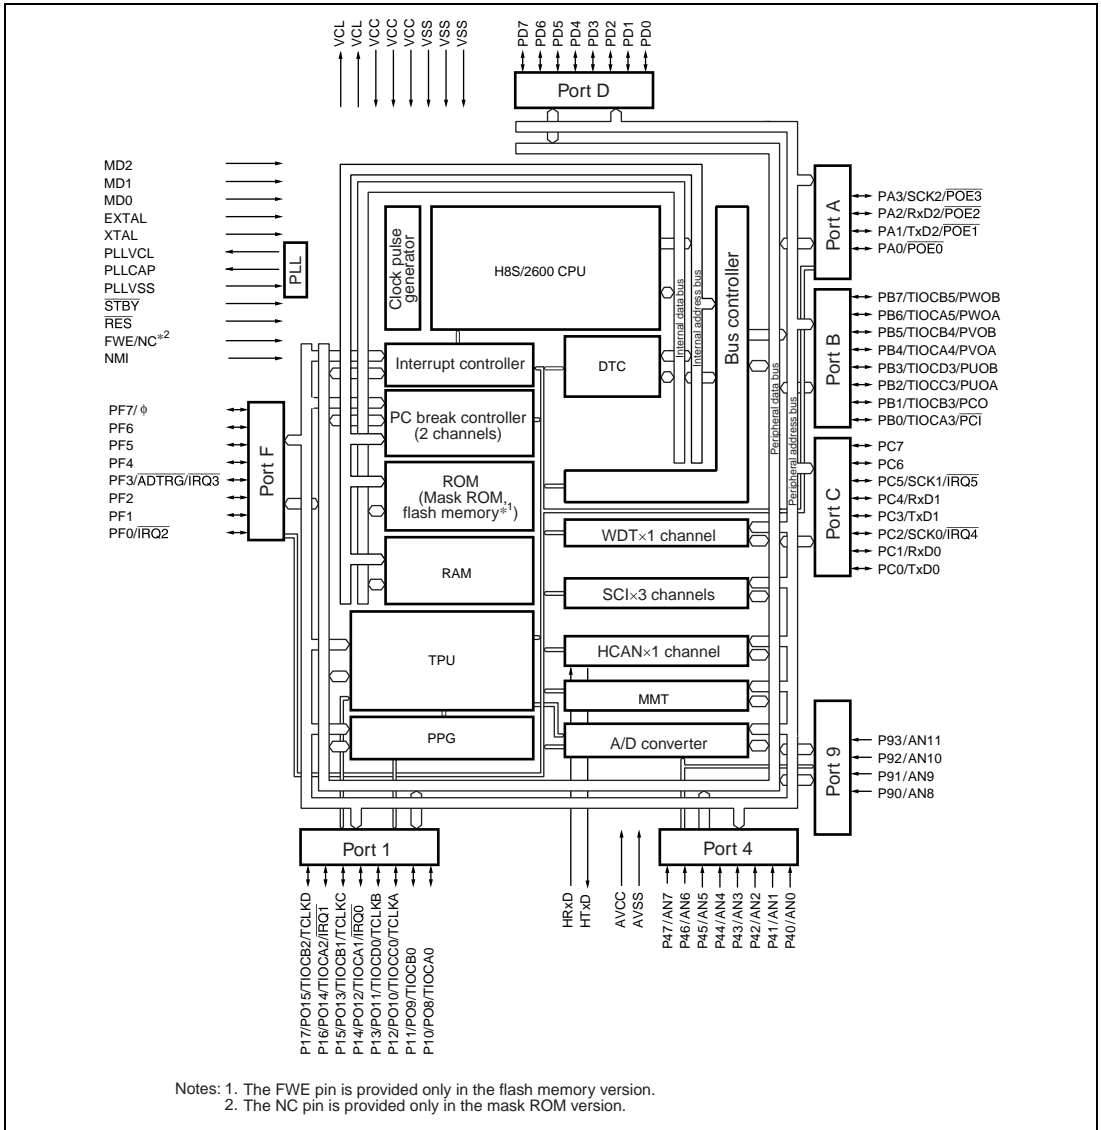 VCL
VCL
VCC
VCC
VCC
VSS
VSS
VSS
PD7
PD6
PD5
PD4
PD3
PD2
PD1
PD0
Port D
MD2
MD1
MD0
EXTAL
XTAL
PLLVCL
PLLCAP
PLLVSS
STBY
RES
FWE/NC*2
NMI
PLL
Clock pulse
generator
H8S/2600 CPU
Internal data bus
Internal address bus
Bus controller
Peripheral data bus
Peripheral address bus
Port A
PA3/SCK2/POE3
PA2/RxD2/POE2
PA1/TxD2/POE1
PA0/POE0
Interrupt controller
DTC
Port B
PB7/TIOCB5/PWOB
PB6/TIOCA5/PWOA
PB5/TIOCB4/PVOB
PB4/TIOCA4/PVOA
PB3/TIOCD3/PUOB
PB2/TIOCC3/PUOA
PB1/TIOCB3/PCO
PB0/TIOCA3/PCI
PF7/ϕ
PF6
PF5
PF4
PF3/ADTRG/IRQ3
PF2
PF1
PF0/IRQ2
Port F
PC break controller
(2 channels)
ROM
(Mask ROM,
flash memory*1)
RAM
WDT×1 channel
SCI×3 channels
Port C
PC7
PC6
PC5/SCK1/IRQ5
PC4/RxD1
PC3/TxD1
PC2/SCK0/IRQ4
PC1/RxD0
PC0/TxD0
TPU
HCAN×1 channel
MMT
PPG
A/D converter
Port 9
P93/AN11
P92/AN10
P91/AN9
P90/AN8
Port 1
Port 4
P17/PO15/TIOCB2/TCLKD
P16/PO14/TIOCA2/IRQ1
P15/PO13/TIOCB1/TCLKC
P14/PO12/TIOCA1/IRQ0
P13/PO11/TIOCD0/TCLKB
P12/PO10/TIOCC0/TCLKA
P11/PO9/TIOCB0
P10/PO8/TIOCA0
HRxD
HTxD
AVCC
AVSS
P47/AN7
P46/AN6
P45/AN5
P44/AN4
P43/AN3
P42/AN2
P41/AN1
P40/AN0
Notes: 1. The FWE pin is provided only in the flash memory version.
2. The NC pin is provided only in the mask ROM version.